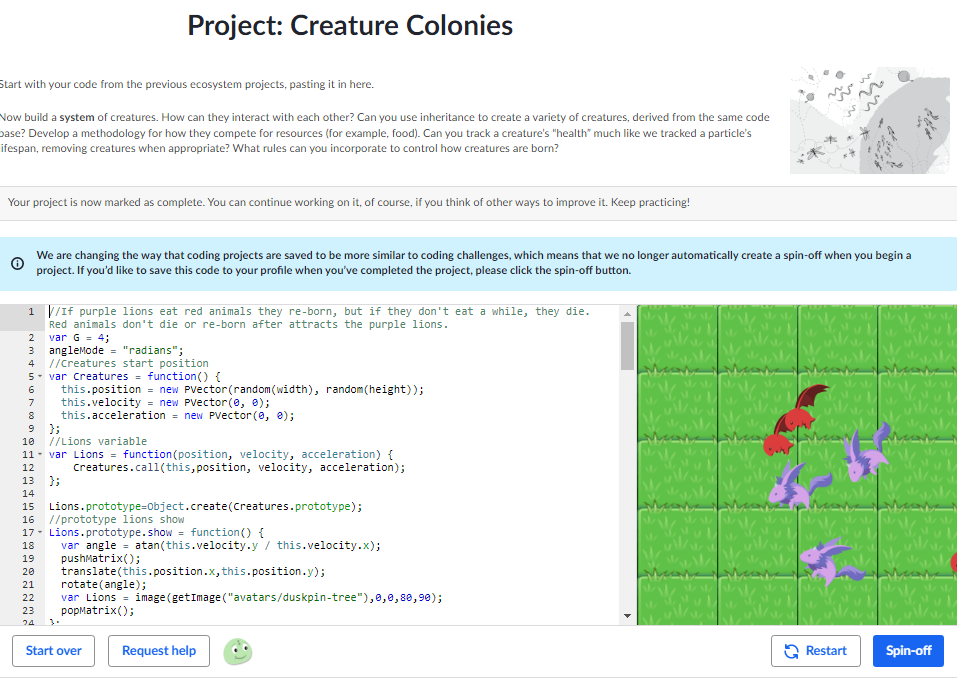 Project: Creature Colonies
Start with your code from the previous ecosystem projects, pasting it in here.
Now build a system of creatures. How can they interact with each other? Can you use inheritance to create a variety of creatures, derived from the same code
base? Develop a methodology for how they compete for resources (for example, food). Can you track a creature's "health" much like we tracked a particle's
lifespan, removing creatures when appropriate? What rules can you incorporate to control how creatures are born?
Your project is now marked as complete. You can continue working on it, of course, if you think of other ways to improve it. Keep practicing!
We are changing the way that coding projects are saved to be more similar to coding challenges, which means that we no longer automatically create a spin-off when you begin a
project. If you'd like to save this code to your profile when you've completed the project, please click the spin-off button.
1 //If purple lions eat red animals they re-born, but if they don't eat a while, they die.
Red animals don't die or re-born after attracts the purple lions.
2 var G = 4;
3 angleMode = "radians";
4 //Creatures start position
5 var Creatures = function() {
6 this.position = new PVector(random(width), random(height));
7 this.velocity = new PVector(0, 0);
8 this.acceleration = new PVector(0, 0);
9 };
10 //Lions variable
11 var Lions = function(position, velocity, acceleration) {
12 Creatures.call(this,position, velocity, acceleration);
13 };
14
15 Lions.prototype=Object.create(Creatures.prototype);
16 //prototype lions show
17 Lions.prototype.show = function() {
18 var angle = atan(this.velocity.y / this.velocity.x);
19 pushMatrix();
20 translate(this.position.x,this.position.y);
21 rotate(angle);
22 var Lions = image(getImage("avatars/duskpin-tree"),0,0,80,90);
23 popMatrix();
24 };
Start over
Request help
Restart
Spin-off